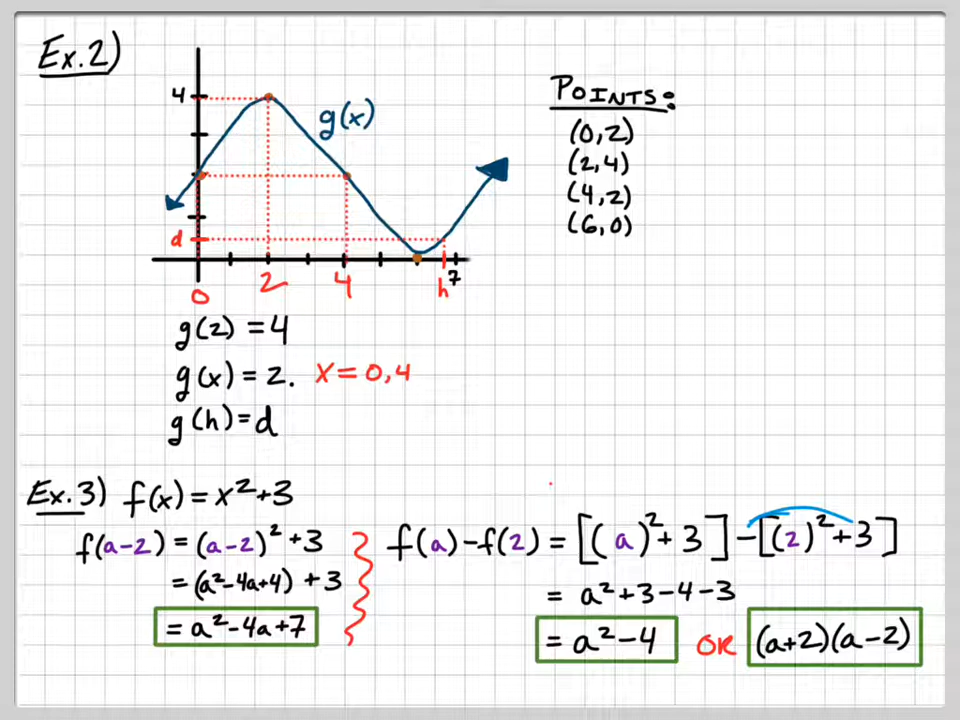 Ex.2)
4
g(x)
d
0 2 4 h 7
POINTS:
(0,2)
(2,4)
(4,2)
(6,0)
g(2) = 4
g(x) = 2. x = 0,4
g(h) = d
Ex.3) f(x) = x²+3
f(a-2) = (a-2)² +3
= (a²-4a+4) +3
= a²-4a+7
f(a)-f(2) = [(a)²+3] - [(2)²+3]
= a²+3-4-3
= a²-4 OR (a+2)(a-2)